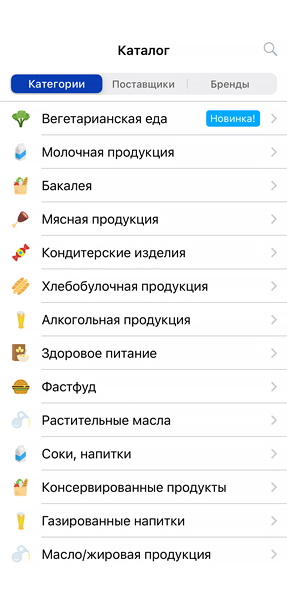 Каталог
Категории Поставщики Бренды
Вегетарианская еда Новинка!
Молочная продукция
Бакалея
Мясная продукция
Кондитерские изделия
Хлебобулочная продукция
Алкогольная продукция
Здоровое питание
Фастфуд
Растительные масла
Соки, напитки
Консервированные продукты
Газированные напитки
Масло/жировая продукция